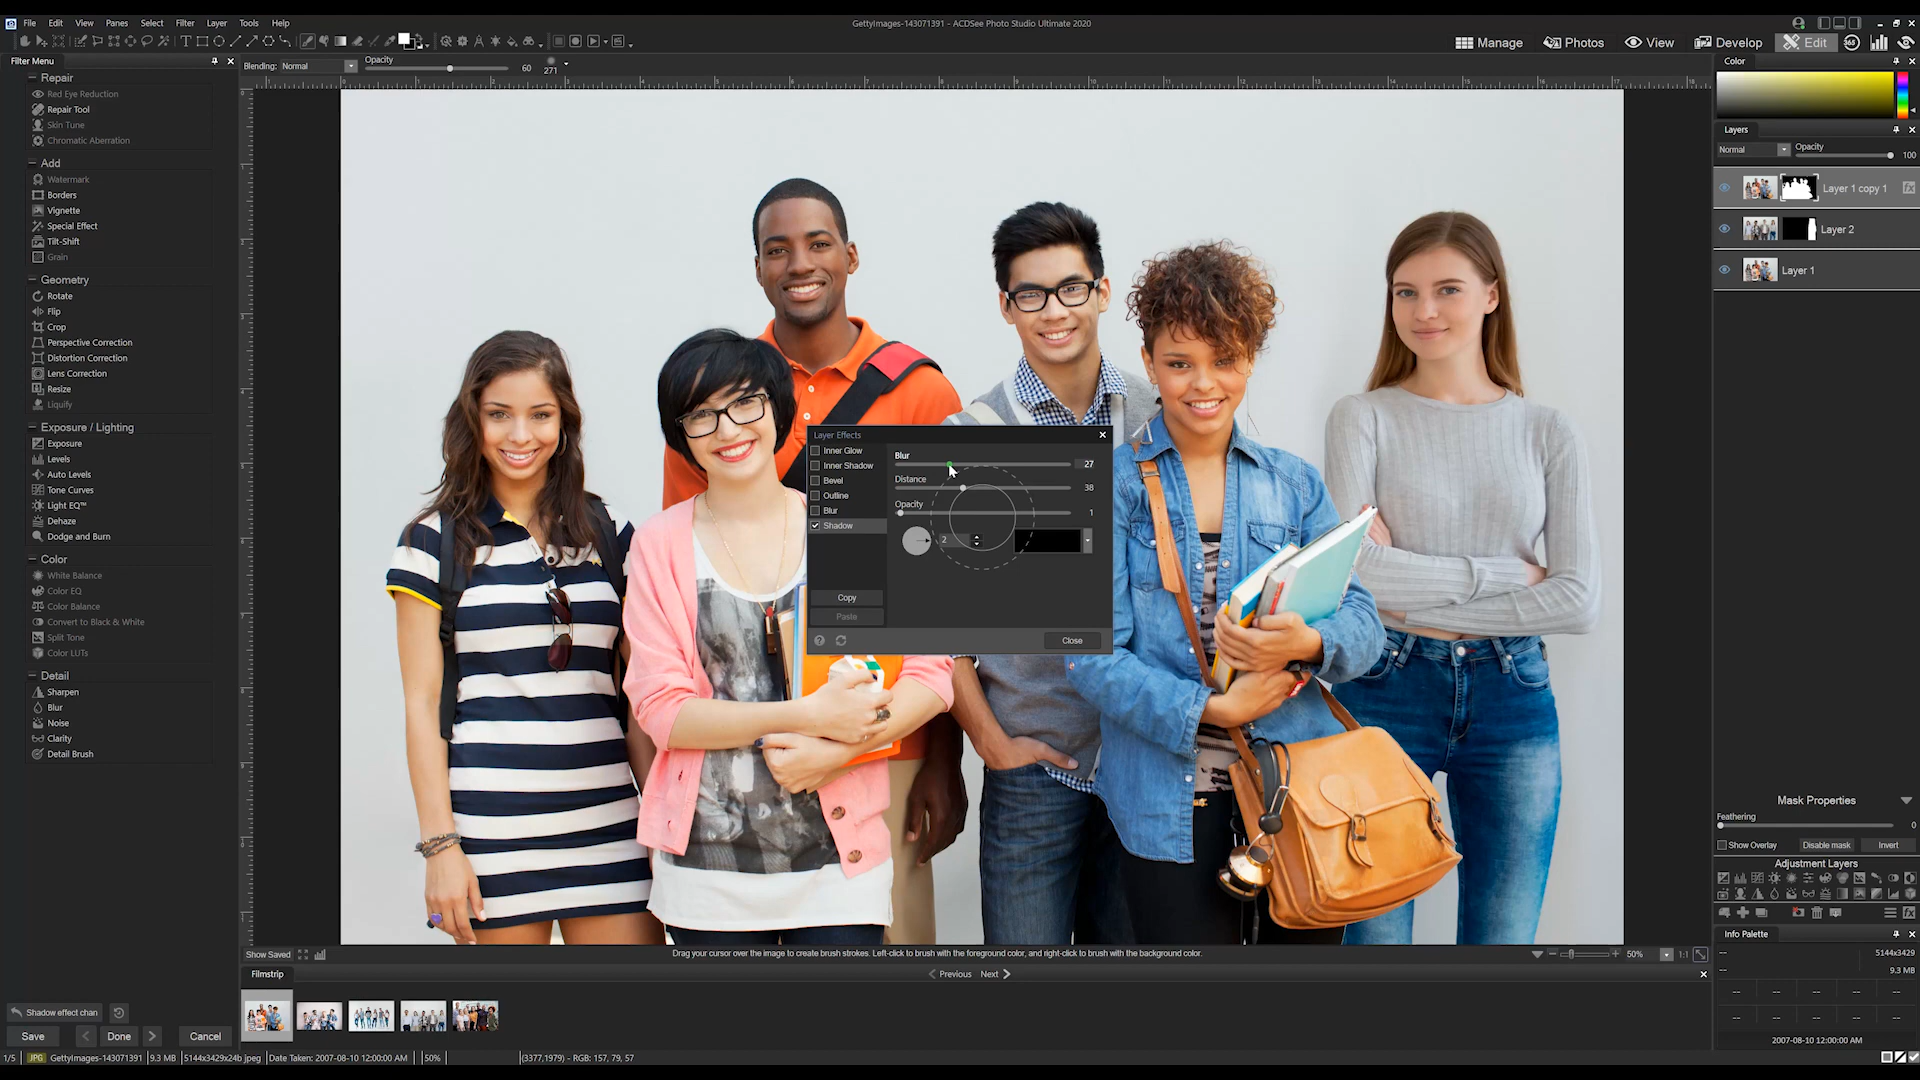 File Edit View Panes Select Filter Layer Tools Help
GettyImages-143071391 - ACDSee Photo Studio Ultimate 2020
Manage Photos View Develop Edit 365
Filter Menu
Blending: Normal Opacity 60 271
Repair
Red Eye Reduction
Repair Tool
Skin Tune
Chromatic Aberration
Add
Watermark
Borders
Vignette
Special Effect
Tilt-Shift
Grain
Geometry
Rotate
Flip
Crop
Perspective Correction
Distortion Correction
Lens Correction
Resize
Liquify
Exposure / Lighting
Exposure
Levels
Auto Levels
Tone Curves
Light EQ™
Dehaze
Dodge and Burn
Color
White Balance
Color EQ
Color Balance
Convert to Black & White
Split Tone
Color LUTs
Detail
Sharpen
Blur
Noise
Clarity
Detail Brush
Shadow effect chan
Save Done Cancel
Layer Effects
Inner Glow
Inner Shadow
Bevel
Outline
Blur
Shadow
Copy
Paste
Blur
27
Distance
38
Opacity
1
2
Close
Color
Layers
Normal Opacity 100
Layer 1 copy 1
Layer 2
Layer 1
Mask Properties
Feathering
0
Show Overlay Disable mask Invert
Adjustment Layers
Info Palette
-- 5144x3429
-- 9.3 MB
-- -- -- -- --
-- -- -- -- --
2007-08-10 12:00:00 AM
Show Saved
Drag your cursor over the image to create brush strokes. Left-click to brush with the foreground color, and right-click to brush with the background color.
50% 1:1
Filmstrip
Previous Next
1/5 JPG GettyImages-143071391 9.3 MB 5144x3429x24b jpeg Date Taken: 2007-08-10 12:00:00 AM 50% (3377,1979) - RGB: 157, 79, 57